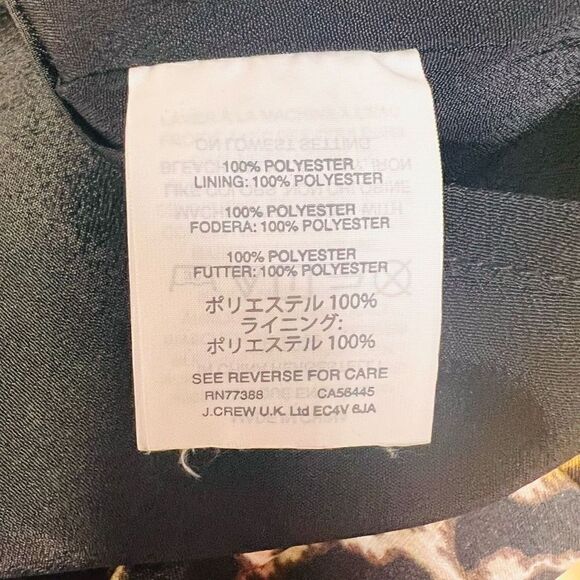 100% POLYESTER
LINING: 100% POLYESTER
100% POLYESTER
FODERA: 100% POLYESTER
100% POLYESTER
FUTTER: 100% POLYESTER
ポリエステル 100%
ライニング:
ポリエステル 100%
SEE REVERSE FOR CARE
RN77388 CA56445
J.CREW U.K. Ltd EC4V 6JA